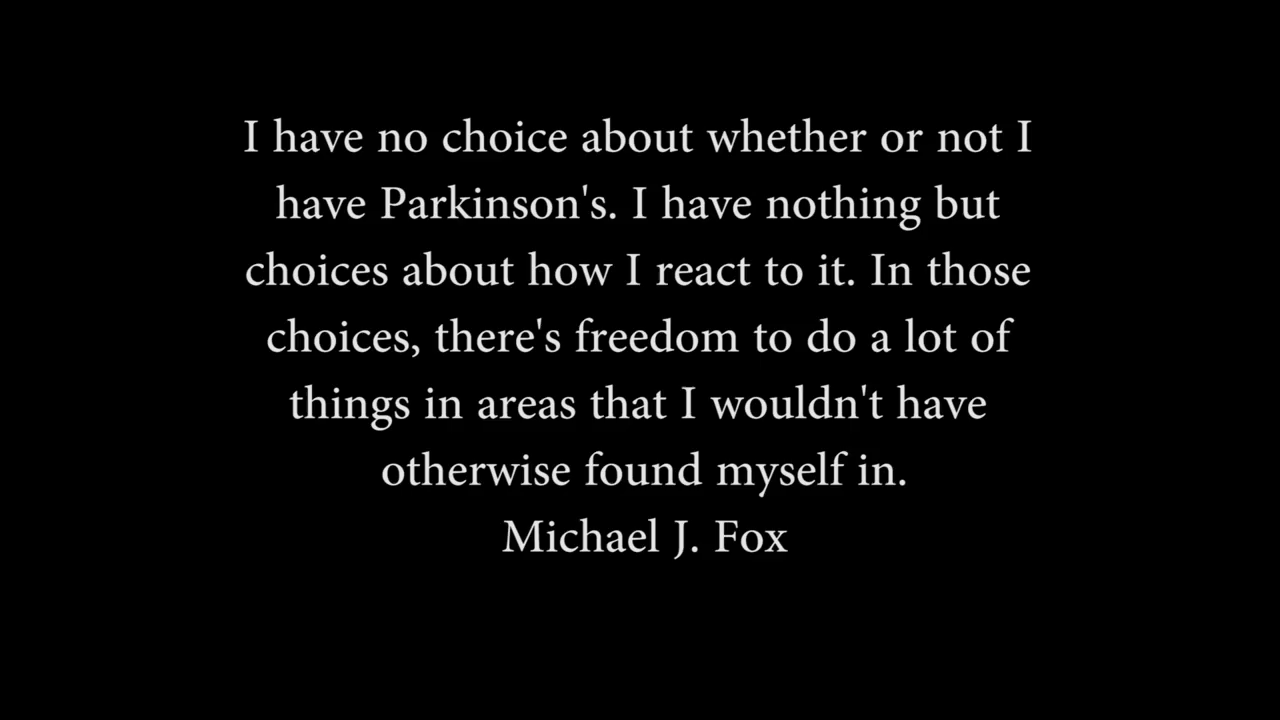 I have no choice about whether or not I
have Parkinson's. I have nothing but
choices about how I react to it. In those
choices, there's freedom to do a lot of
things in areas that I wouldn't have
otherwise found myself in.
Michael J. Fox